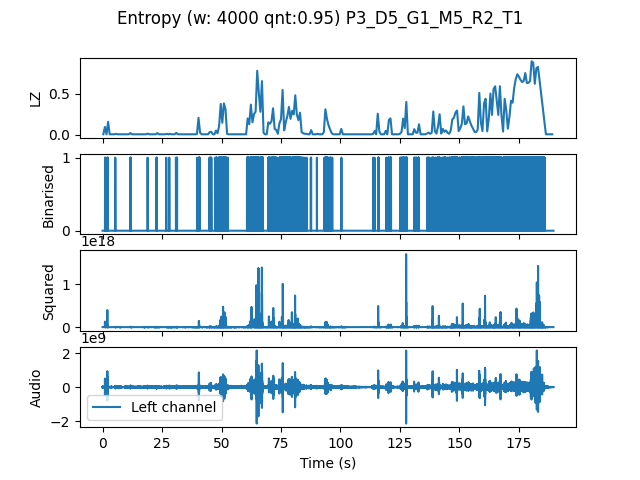 Entropy (w: 4000 qnt:0.95) P3_D5_G1_M5_R2_T1
LZ
0.5
0.0
Binarised
1
0
1e18
Squared
1
0
1e9
Audio
2
0
−2
Left channel
0 25 50 75 100 125 150 175
Time (s)